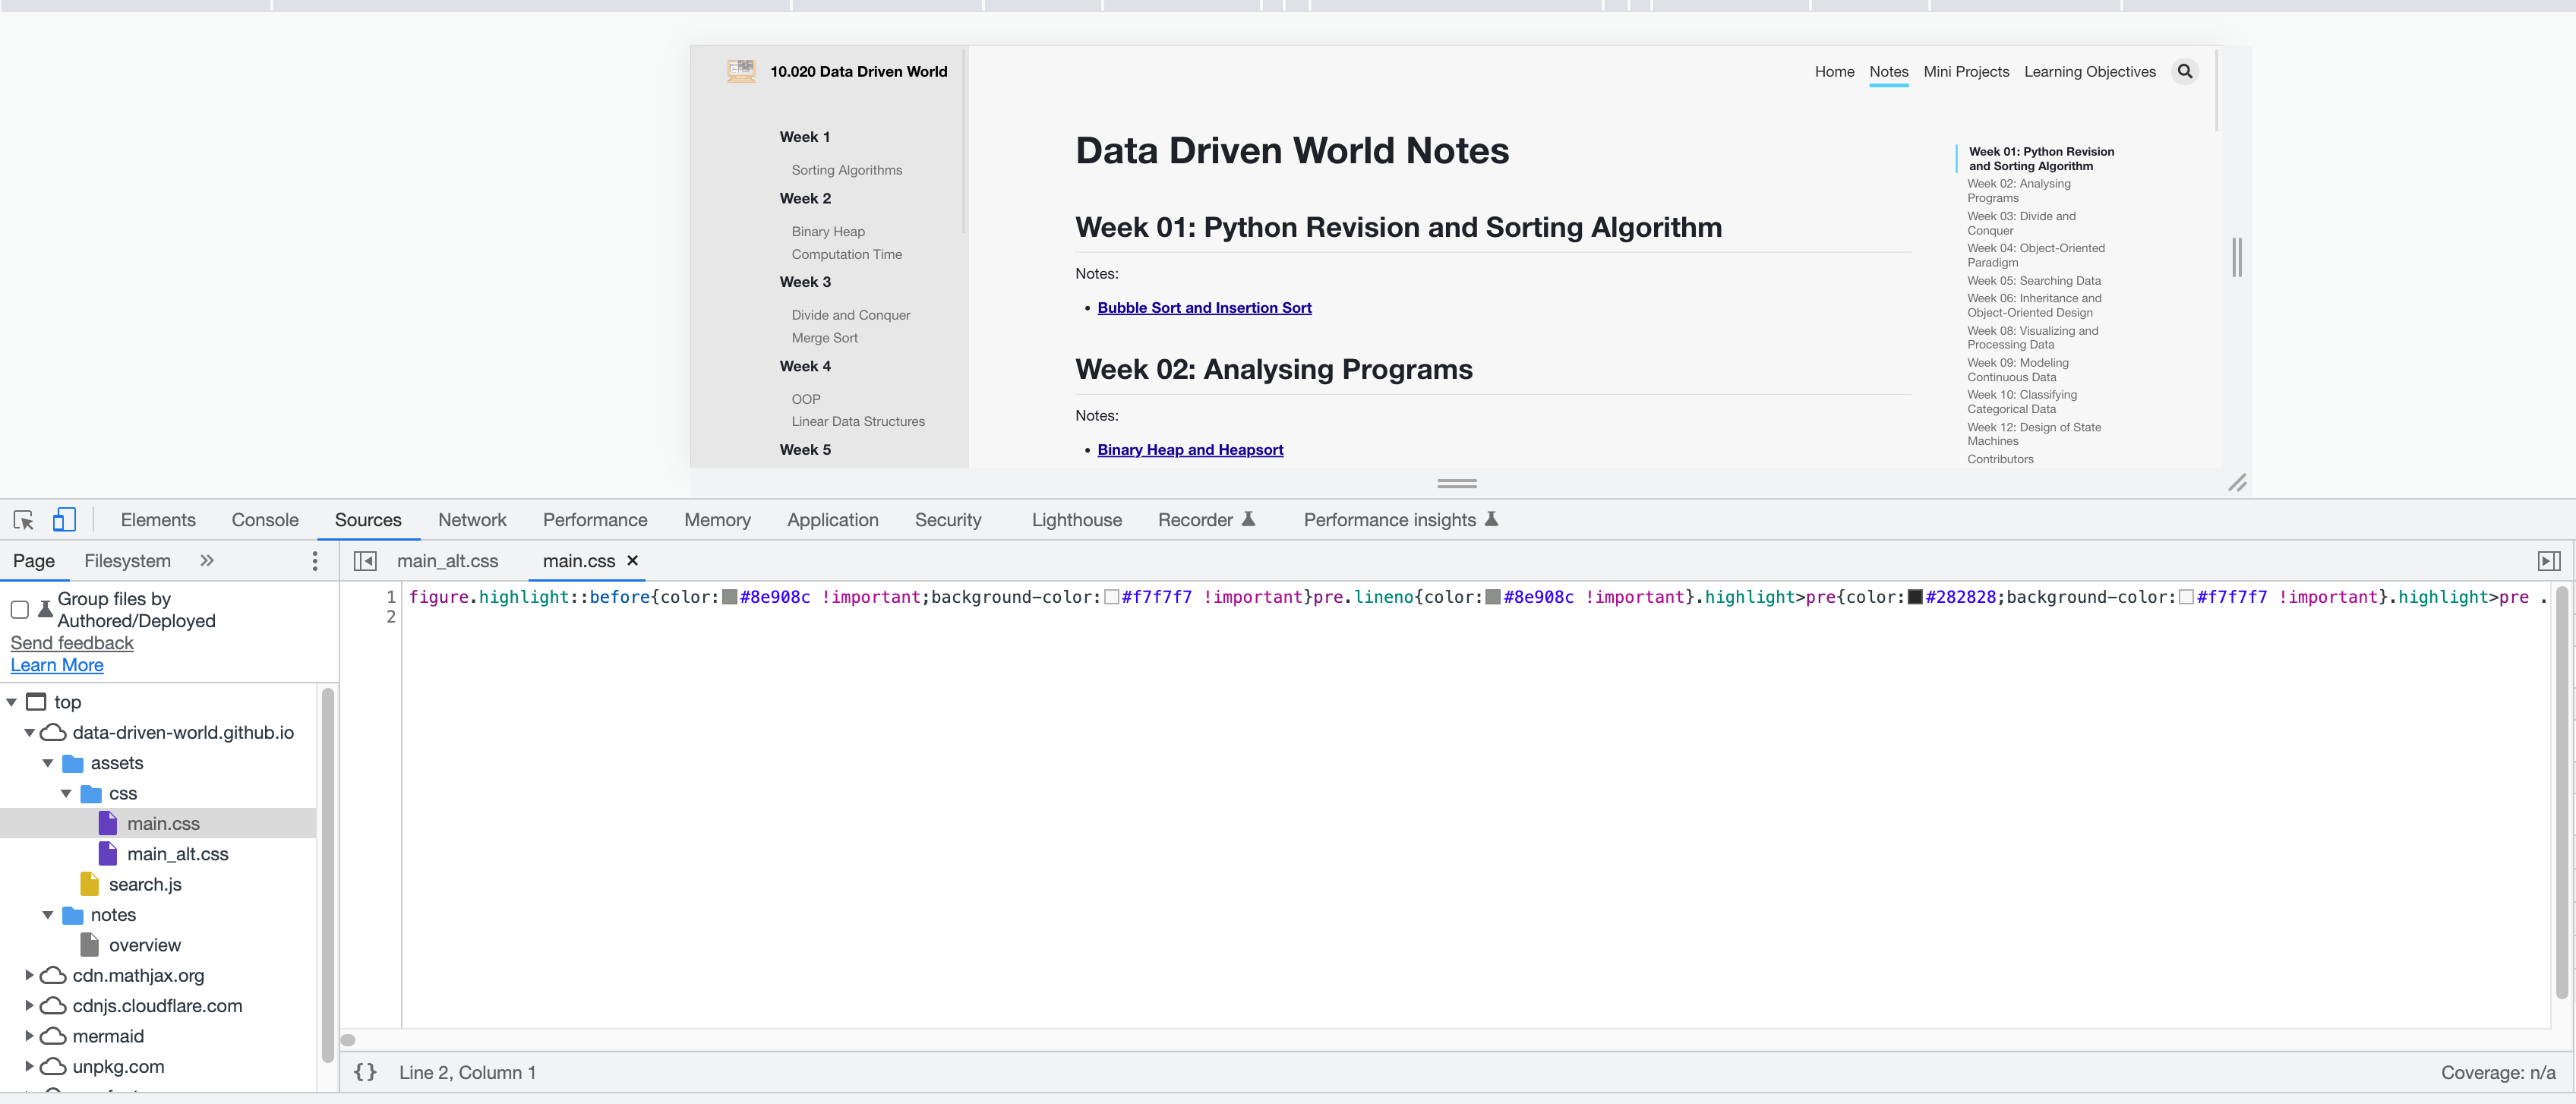 10.020 Data Driven World
Home Notes Mini Projects Learning Objectives
Week 1
Sorting Algorithms
Week 2
Binary Heap
Computation Time
Week 3
Divide and Conquer
Merge Sort
Week 4
OOP
Linear Data Structures
Week 5
Data Driven World Notes
Week 01: Python Revision and Sorting Algorithm
Notes:
• Bubble Sort and Insertion Sort
Week 02: Analysing Programs
Notes:
• Binary Heap and Heapsort
Week 01: Python Revision
and Sorting Algorithm
Week 02: Analysing
Programs
Week 03: Divide and
Conquer
Week 04: Object-Oriented
Paradigm
Week 05: Searching Data
Week 06: Inheritance and
Object-Oriented Design
Week 08: Visualizing and
Processing Data
Week 09: Modeling
Continuous Data
Week 10: Classifying
Categorical Data
Week 12: Design of State
Machines
Contributors
Elements Console Sources Network Performance Memory Application Security Lighthouse Recorder Performance insights
Page Filesystem »
main_alt.css main.css ×
Group files by
Authored/Deployed
Send feedback
Learn More
top
data-driven-world.github.io
assets
css
main.css
main_alt.css
search.js
notes
overview
cdn.mathjax.org
cdnjs.cloudflare.com
mermaid
unpkg.com
1 figure.highlight::before{color:#8e908c !important;background-color:#f7f7f7 !important}pre.lineno{color:#8e908c !important}.highlight>pre{color:#282828;background-color:#f7f7f7 !important}.highlight>pre .
2
{} Line 2, Column 1
Coverage: n/a